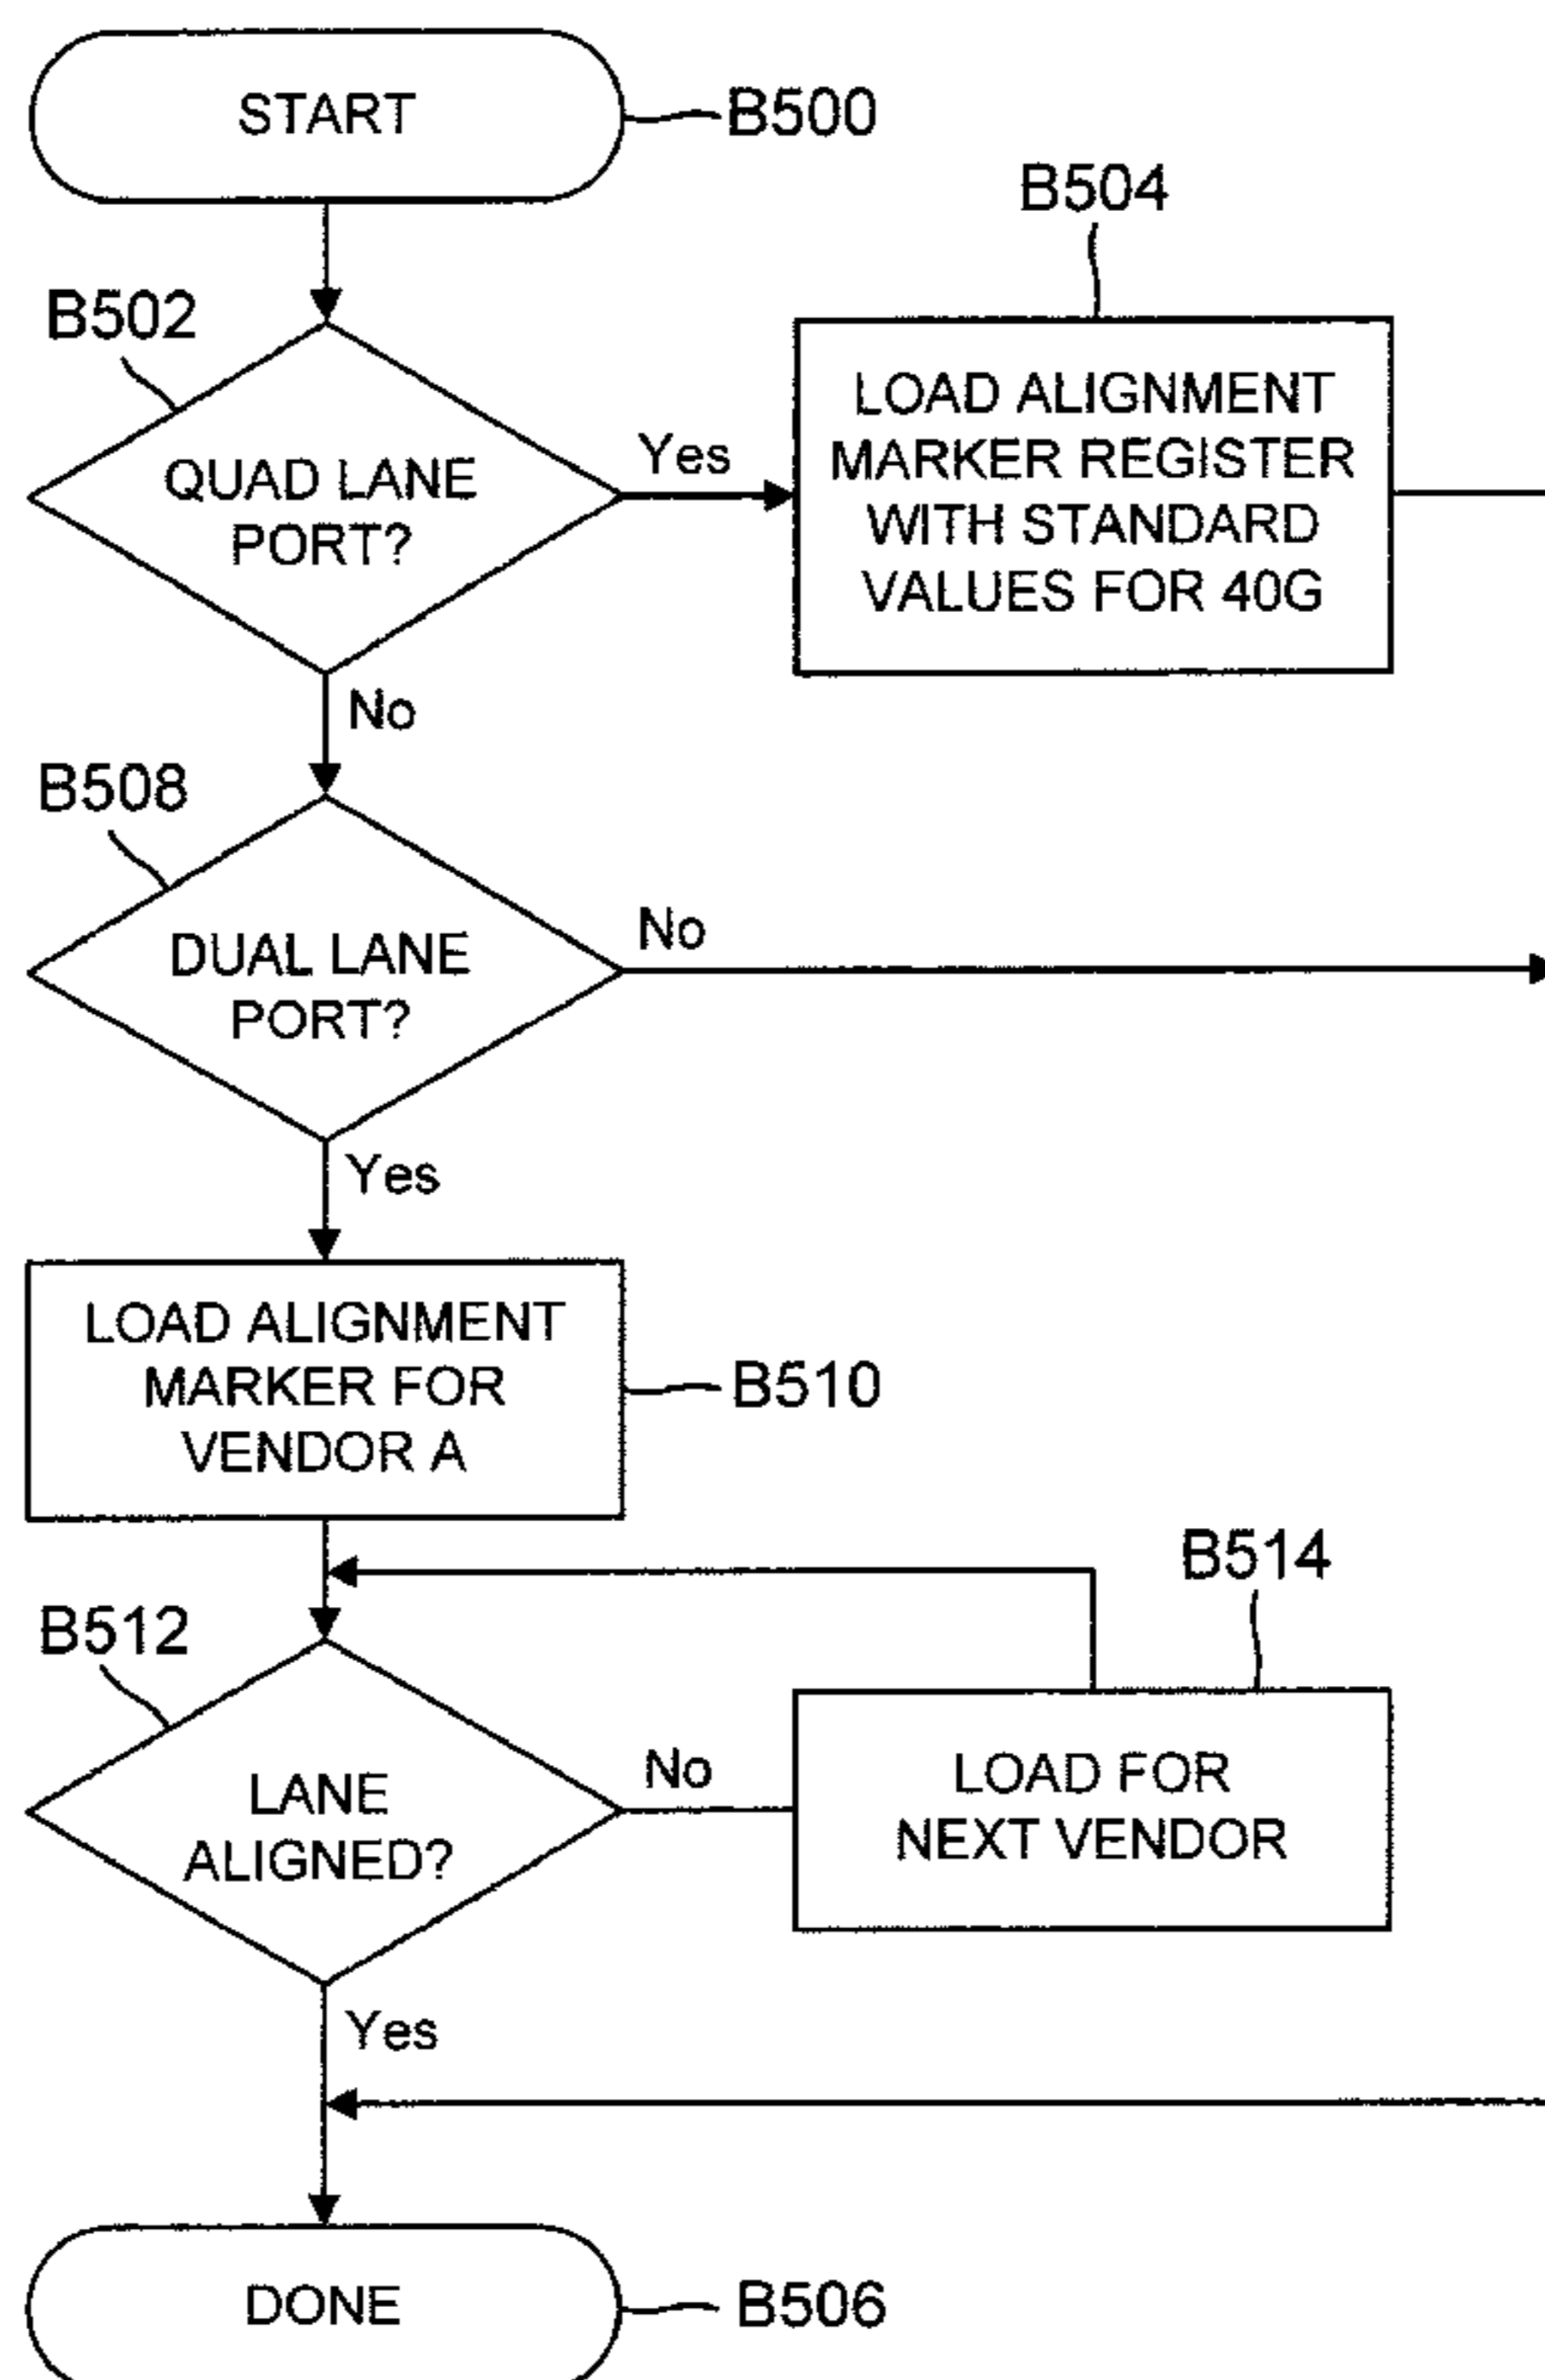 START
B500
B504
B502
LOAD ALIGNMENT
MARKER REGISTER
WITH STANDARD
VALUES FOR 40G
Yes
QUAD LANE
PORT?
No
B508
No
DUAL LANE
PORT?
Yes
LOAD ALIGNMENT
MARKER FOR
VENDOR A
B510
B514
B512
No
LOAD FOR
NEXT VENDOR
LANE
ALIGNED?
Yes
DONE
B506